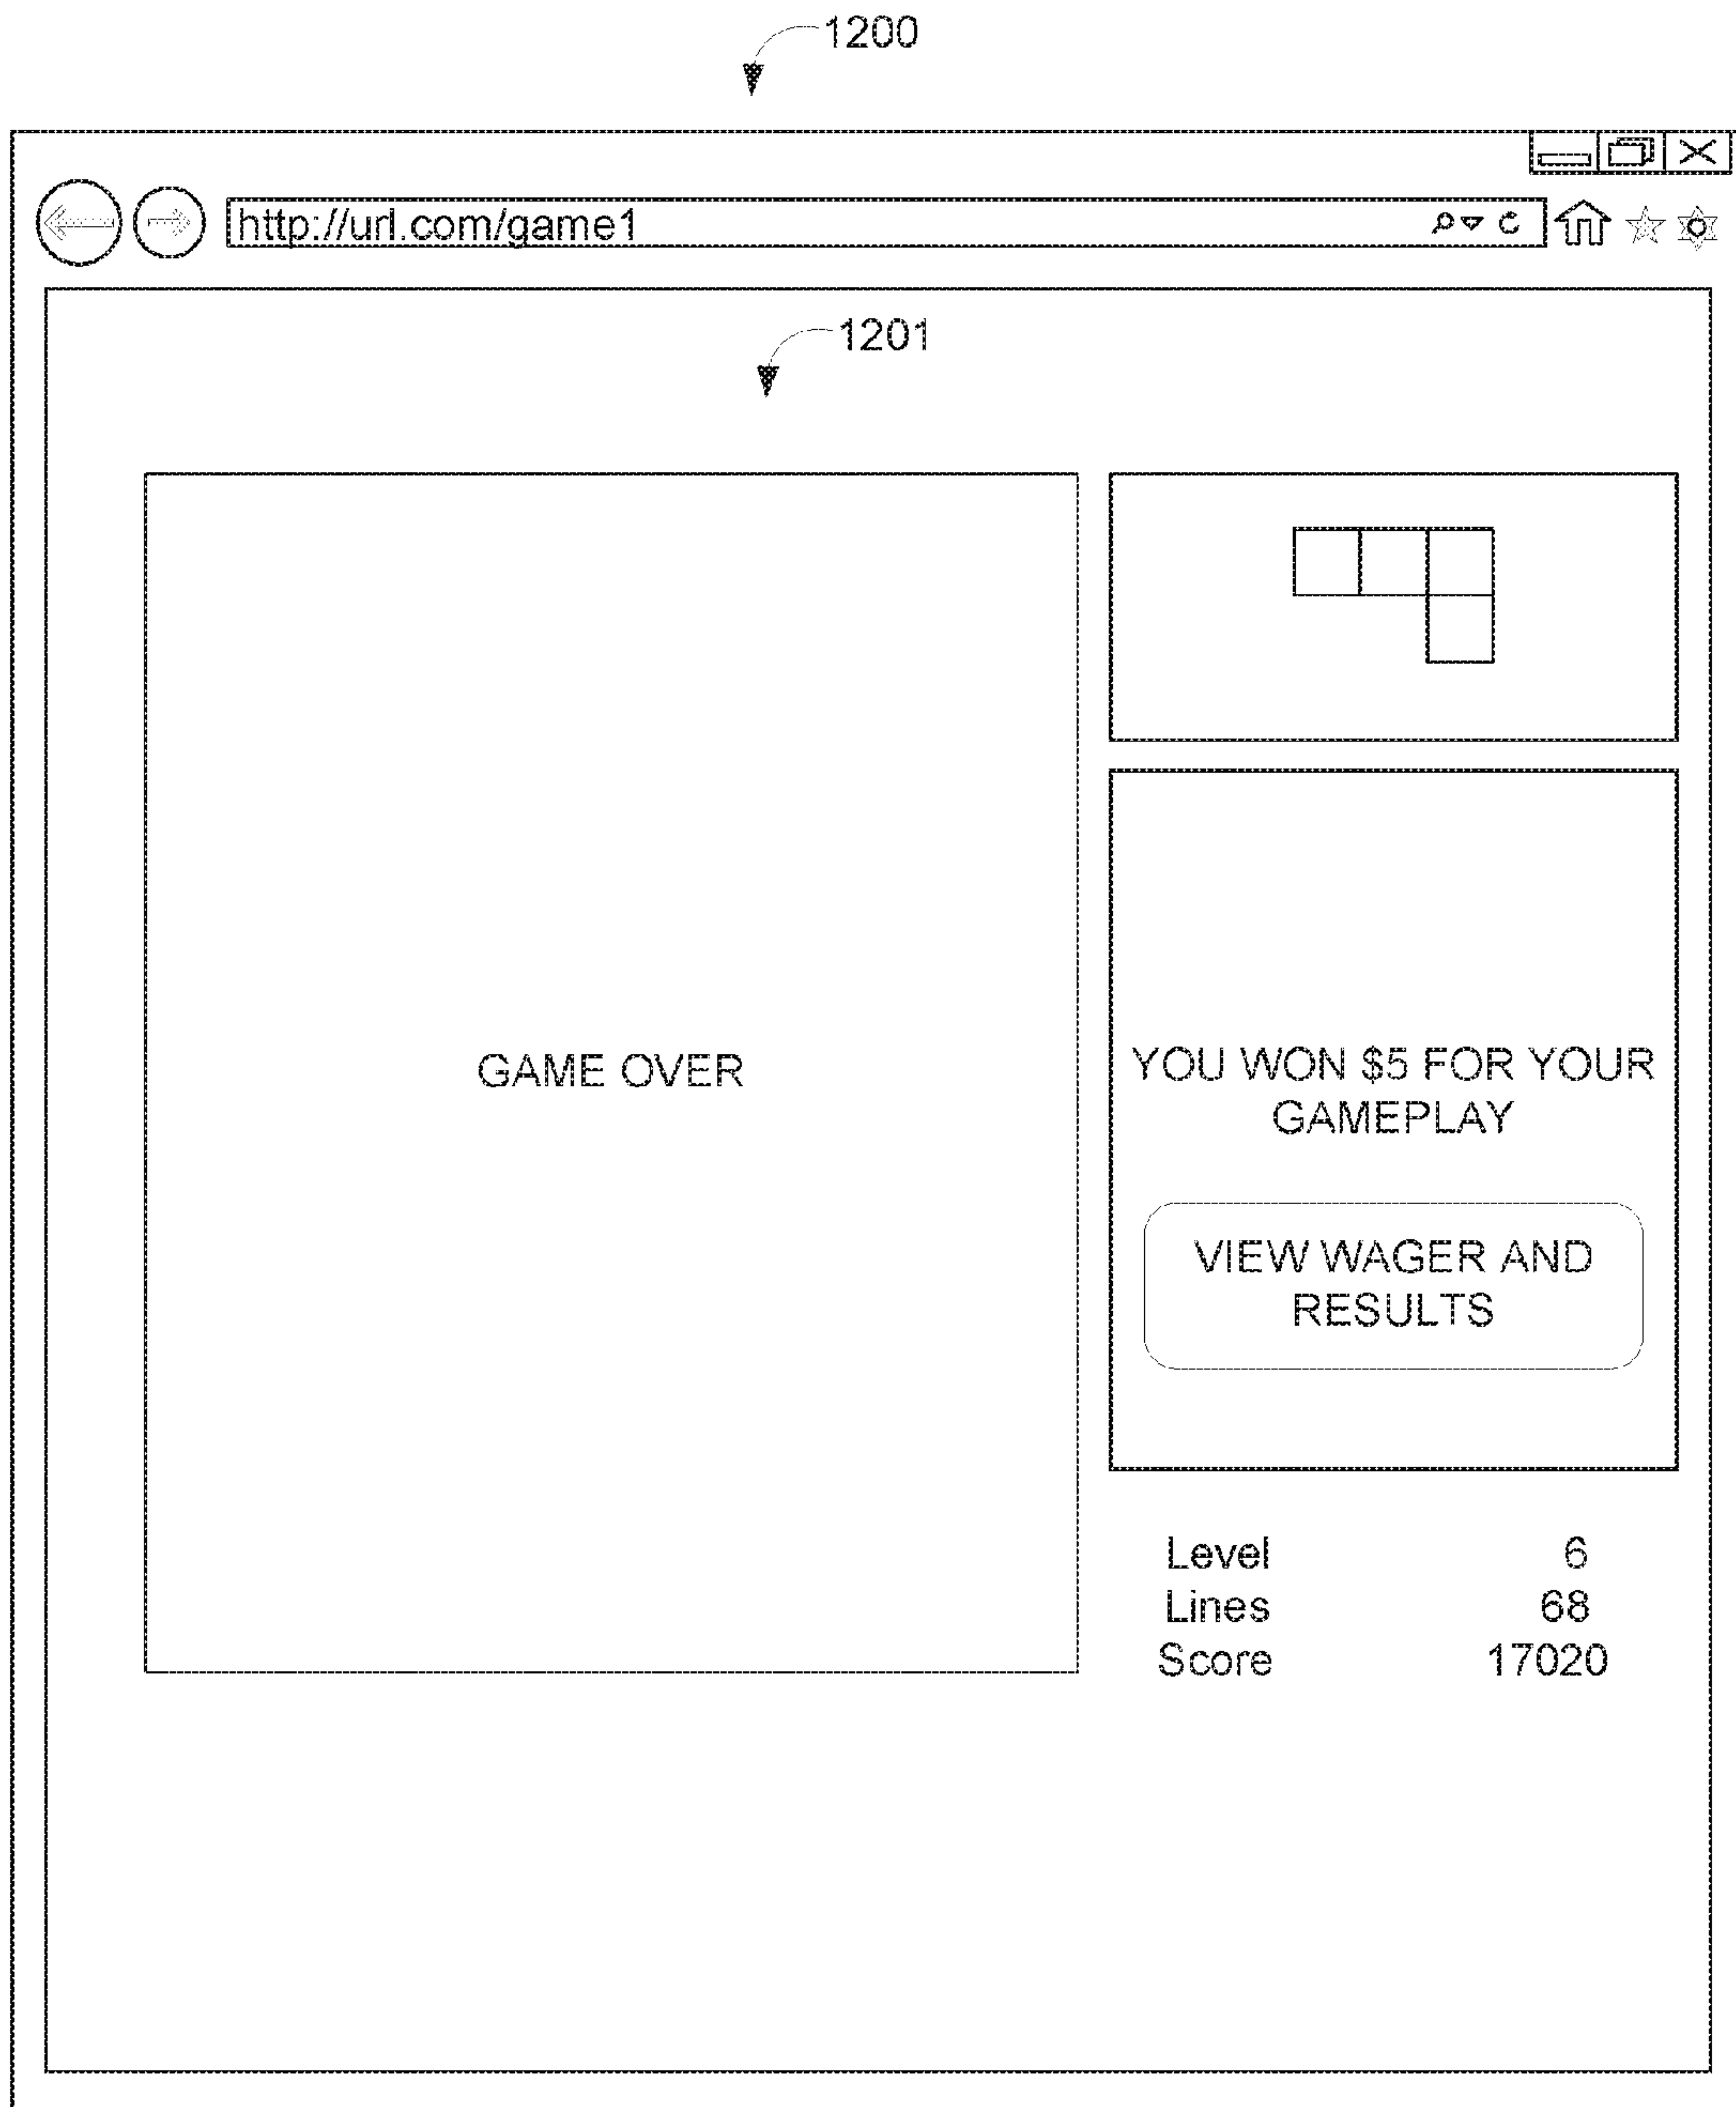 1200
http://url.com/game1
1201
GAME OVER
YOU WON $5 FOR YOUR
GAMEPLAY
VIEW WAGER AND
RESULTS
Level 6
Lines 68
Score 17020